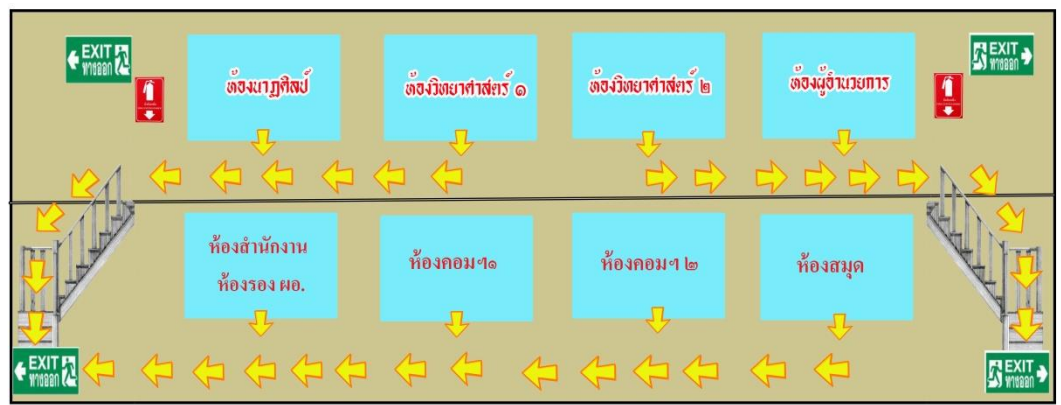 EXIT
ทางออก
ห้องนาฏศิลป์
ห้องวิทยาศาสตร์ ๑
ห้องวิทยาศาสตร์ ๒
ห้องผู้อำนวยการ
EXIT
ทางออก
ห้องสำนักงาน
ห้องรอง ผอ.
ห้องคอมฯ๑
ห้องคอมฯ ๒
ห้องสมุด
EXIT
ทางออก
EXIT
ทางออก